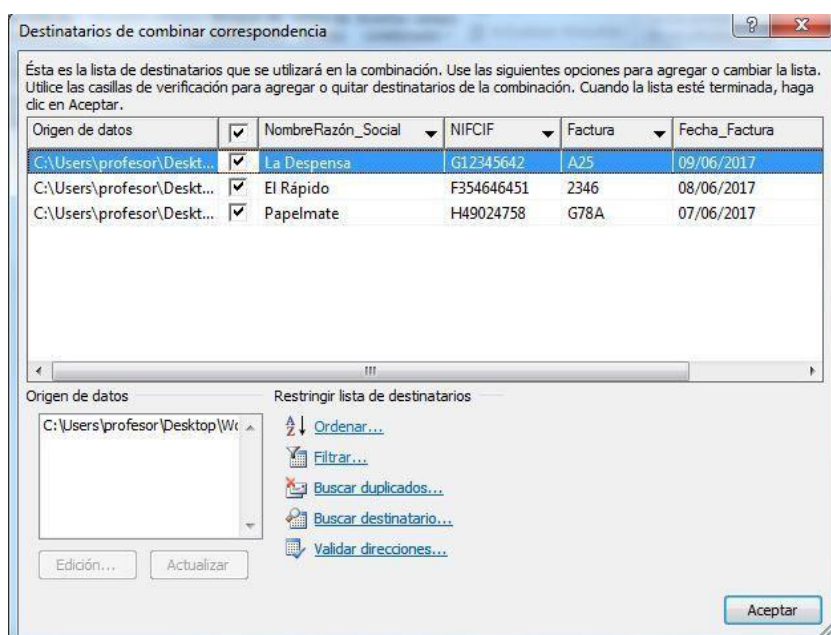 Destinatarios de combinar correspondencia
Ésta es la lista de destinatarios que se utilizará en la combinación. Use las siguientes opciones para agregar o cambiar la lista.
Utilice las casillas de verificación para agregar o quitar destinatarios de la combinación. Cuando la lista esté terminada, haga
clic en Aceptar.
Origen de datos NombreRazón_Social NIFCIF Factura Fecha_Factura
C:\Users\profesor\Deskt... La Despensa G12345642 A25 09/06/2017
C:\Users\profesor\Deskt... El Rápido F354646451 2346 08/06/2017
C:\Users\profesor\Deskt... Papelmate H49024758 G78A 07/06/2017
Origen de datos Restringir lista de destinatarios
C:\Users\profesor\Desktop\Wo
Ordenar...
Filtrar...
Buscar duplicados...
Buscar destinatario...
Validar direcciones...
Edición... Actualizar
Aceptar